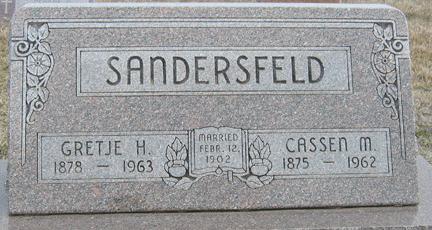 SANDERSFELD
GRETJE H.
1878 — 1963
MARRIED
FEBR. 12,
1902
CASSEN M.
1875 — 1962